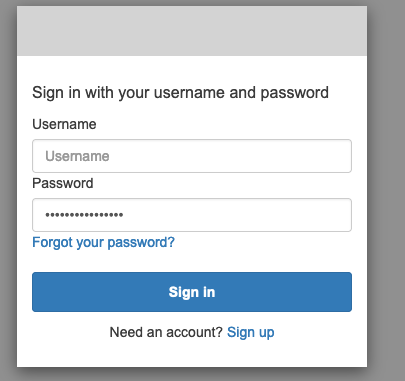 Sign in with your username and password
Username
Username
Password
••••••••••••••••
Forgot your password?
Sign in
Need an account? Sign up